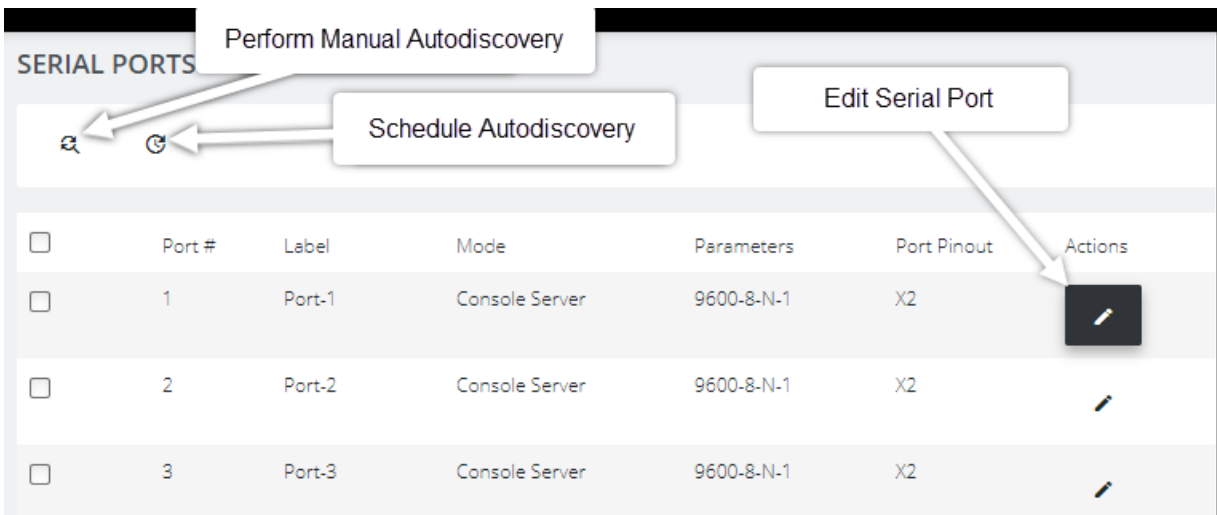 Perform Manual Autodiscovery
SERIAL PORTS
Edit Serial Port
Schedule Autodiscovery
Port # Label Mode Parameters Port Pinout Actions
1 Port-1 Console Server 9600-8-N-1 X2
2 Port-2 Console Server 9600-8-N-1 X2
3 Port-3 Console Server 9600-8-N-1 X2